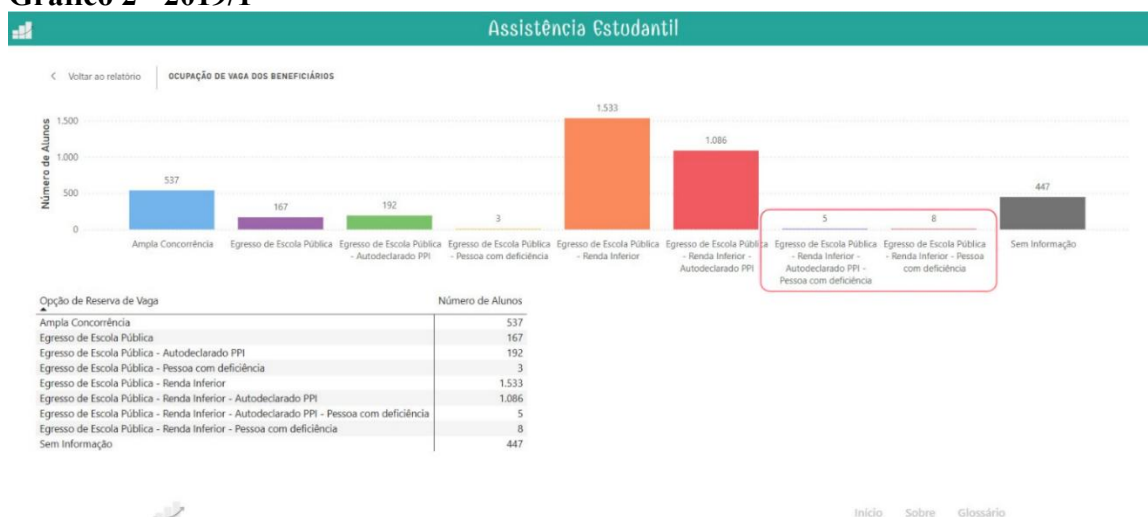 Gráfico 2 - 2019/1
Assistência Estudantil
Voltar ao relatório
OCUPAÇÃO DE VAGA DOS BENEFICIÁRIOS
Número de Alunos
1.500
1.000
500
0
537
167
192
3
1.533
1.086
5
8
447
Ampla Concorrência
Egresso de Escola Pública
Egresso de Escola Pública
- Autodeclarado PPI
Egresso de Escola Pública
- Pessoa com deficiência
Egresso de Escola Pública
- Renda Inferior
Egresso de Escola Pública
- Renda Inferior -
Autodeclarado PPI
Egresso de Escola Pública
- Renda Inferior -
Autodeclarado PPI -
Pessoa com deficiência
Egresso de Escola Pública
- Renda Inferior - Pessoa
com deficiência
Sem Informação
Opção de Reserva de Vaga Número de Alunos
Ampla Concorrência 537
Egresso de Escola Pública 167
Egresso de Escola Pública - Autodeclarado PPI 192
Egresso de Escola Pública - Pessoa com deficiência 3
Egresso de Escola Pública - Renda Inferior 1.533
Egresso de Escola Pública - Renda Inferior - Autodeclarado PPI 1.086
Egresso de Escola Pública - Renda Inferior - Autodeclarado PPI - Pessoa com deficiência 5
Egresso de Escola Pública - Renda Inferior - Pessoa com deficiência 8
Sem Informação 447
Início Sobre Glossário